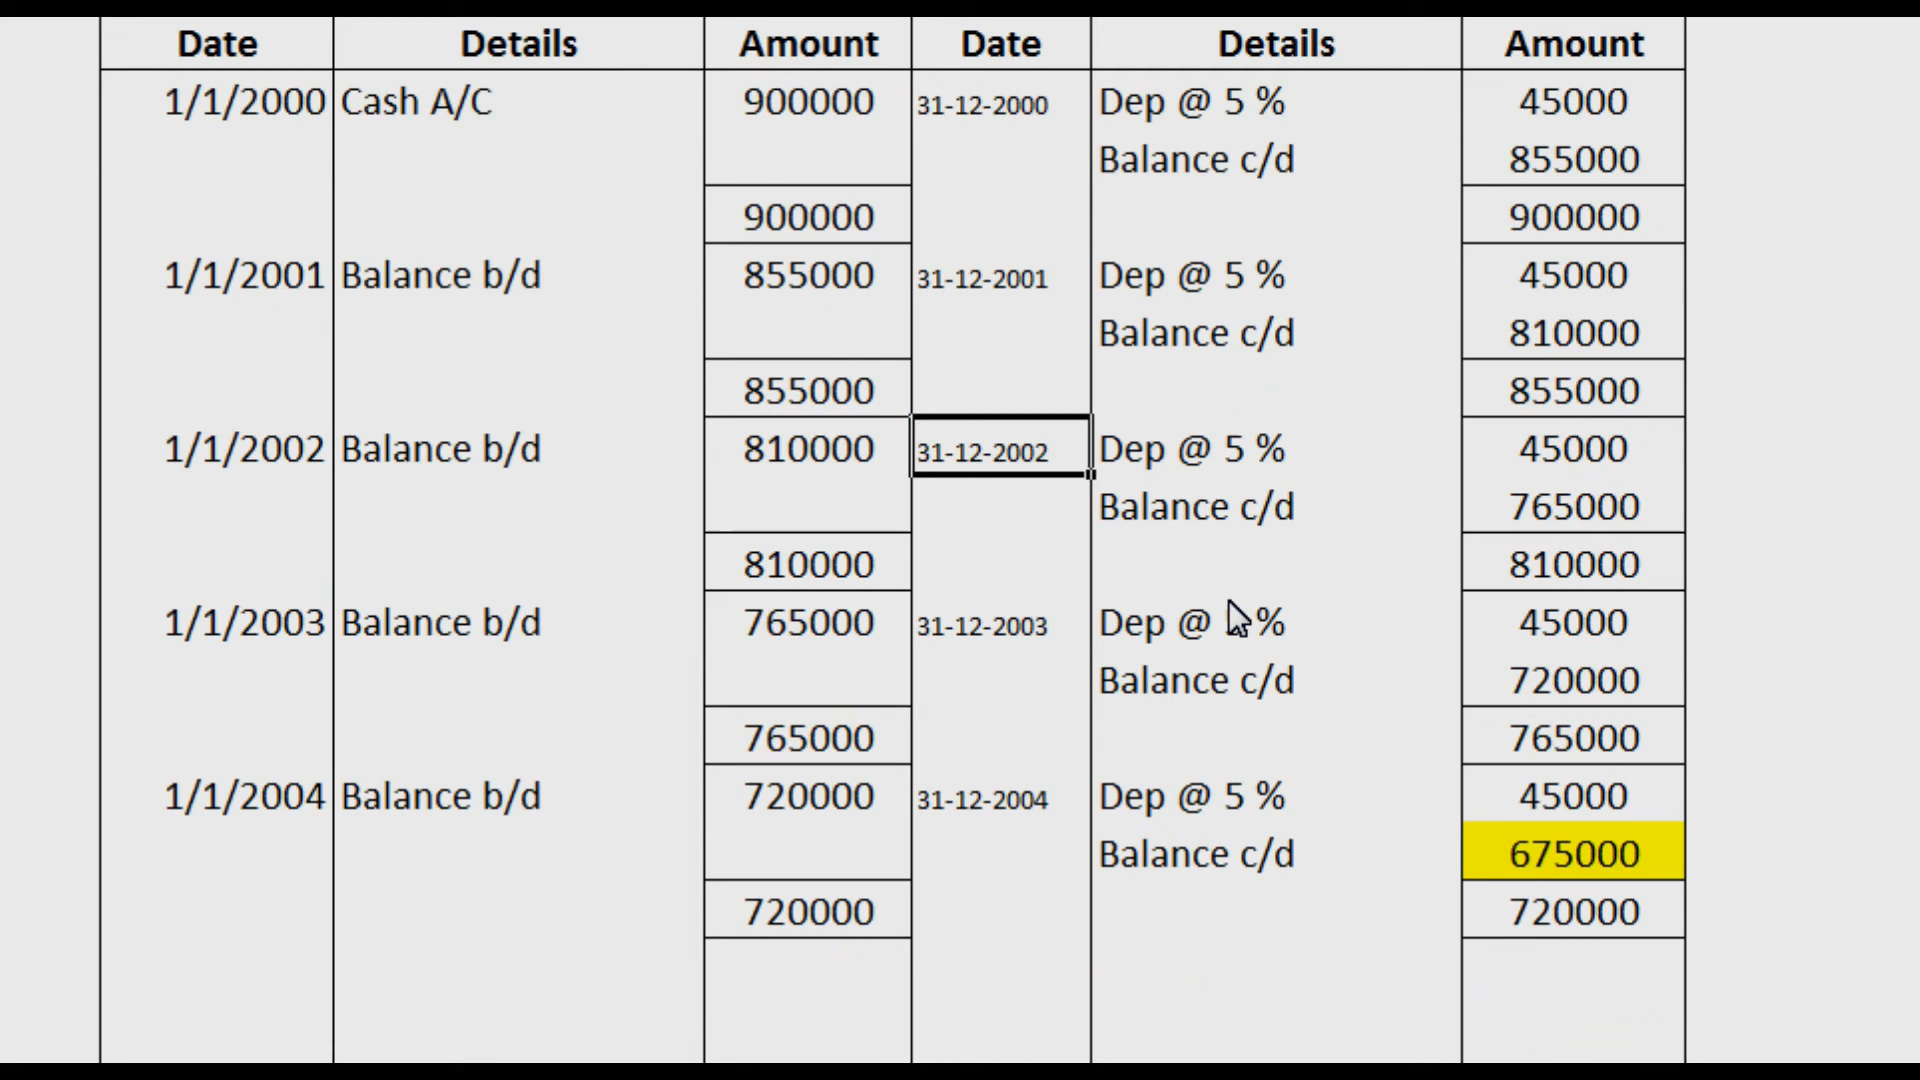 Date Details Amount Date Details Amount
1/1/2000 Cash A/C 900000 31-12-2000 Dep @ 5 % 45000
Balance c/d 855000
900000 900000
1/1/2001 Balance b/d 855000 31-12-2001 Dep @ 5 % 45000
Balance c/d 810000
855000 855000
1/1/2002 Balance b/d 810000 31-12-2002 Dep @ 5 % 45000
Balance c/d 765000
810000 810000
1/1/2003 Balance b/d 765000 31-12-2003 Dep @ % 45000
Balance c/d 720000
765000 765000
1/1/2004 Balance b/d 720000 31-12-2004 Dep @ 5 % 45000
Balance c/d 675000
720000 720000